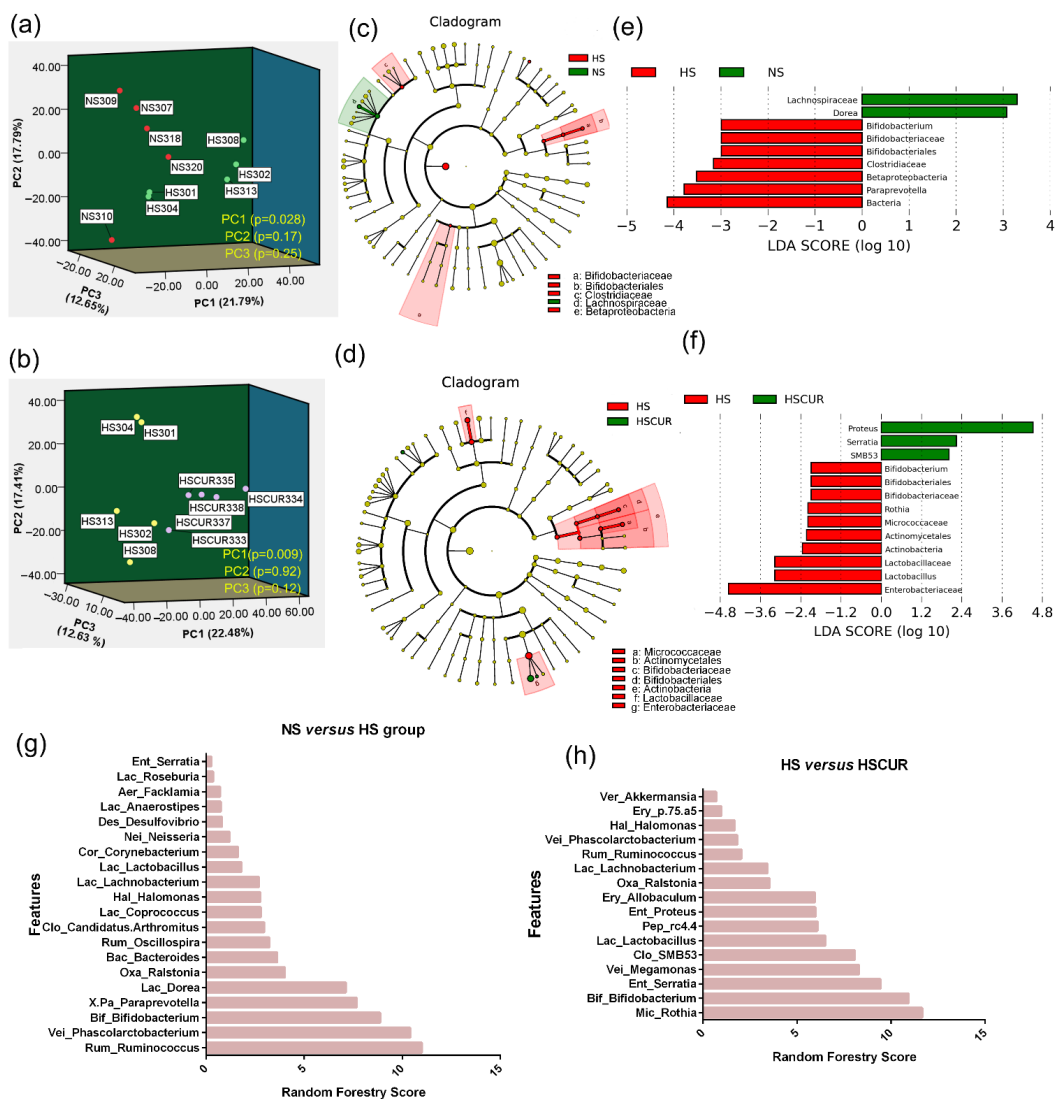 (a)
40.00
20.00
0.00
−20.00
−40.00
PC2 (17.79%)
NS309
NS307
NS318
NS320
NS310
HS308
HS302
HS313
HS301
HS304
PC1 (p=0.028)
PC2 (p=0.17)
PC3 (p=0.25)
−20.00
20.00
PC3
(12.65%)
−20.00
0.00
20.00
40.00
PC1 (21.79%)
(c)
Cladogram
HS
NS
a: Bifidobacteriaceae
b: Bifidobacteriales
c: Clostridiaceae
d: Lachnospiraceae
e: Betaproteobacteria
(e)
HS
NS
Lachnospiraceae
Dorea
Bifidobacterium
Bifidobacteriaceae
Bifidobacteriales
Clostridiaceae
Betaproteobacteria
Paraprevotella
Bacteria
−5 −4 −3 −2 −1 0 1 2 3 4
LDA SCORE (log 10)
(b)
40.00
20.00
0.00
−20.00
−40.00
PC2 (17.41%)
HS304
HS301
HSCUR335
HSCUR334
HSCUR338
HS313
HSCUR337
HS302
HSCUR333
HS308
PC1(p=0.009)
PC2 (p=0.92)
PC3 (p=0.12)
−30.00
10.00
PC3
(12.63 %)
−40.00
−20.00
0.00
20.00
40.00
60.00
PC1 (22.48%)
(d)
Cladogram
HS
HSCUR
a: Micrococcaceae
b: Actinomycetales
c: Bifidobacteriaceae
d: Bifidobacteriales
e: Actinobacteria
f: Lactobacillaceae
g: Enterobacteriaceae
(f)
HS
HSCUR
Proteus
Serratia
SMB53
Bifidobacterium
Bifidobacteriales
Bifidobacteriaceae
Rothia
Micrococcaceae
Actinomycetales
Actinobacteria
Lactobacillaceae
Lactobacillus
Enterobacteriaceae
−4.8 −3.6 −2.4 −1.2 0.0 1.2 2.4 3.6 4.8
LDA SCORE (log 10)
(g)
NS versus HS group
Features
Ent_Serratia
Lac_Roseburia
Aer_Facklamia
Lac_Anaerostipes
Des_Desulfovibrio
Nei_Neisseria
Cor_Corynebacterium
Lac_Lactobacillus
Lac_Lachnobacterium
Hal_Halomonas
Lac_Coprococcus
Clo_Candidatus.Arthromitus
Rum_Oscillospira
Bac_Bacteroides
Oxa_Ralstonia
Lac_Dorea
X.Pa_Paraprevotella
Bif_Bifidobacterium
Vei_Phascolarctobacterium
Rum_Ruminococcus
0 5 10 15
Random Forestry Score
(h)
HS versus HSCUR
Features
Ver_Akkermansia
Ery_p.75.a5
Hal_Halomonas
Vei_Phascolarctobacterium
Rum_Ruminococcus
Lac_Lachnobacterium
Oxa_Ralstonia
Ery_Allobaculum
Ent_Proteus
Pep_rc4.4
Lac_Lactobacillus
Clo_SMB53
Vei_Megamonas
Ent_Serratia
Bif_Bifidobacterium
Mic_Rothia
0 5 10 15
Random Forestry Score